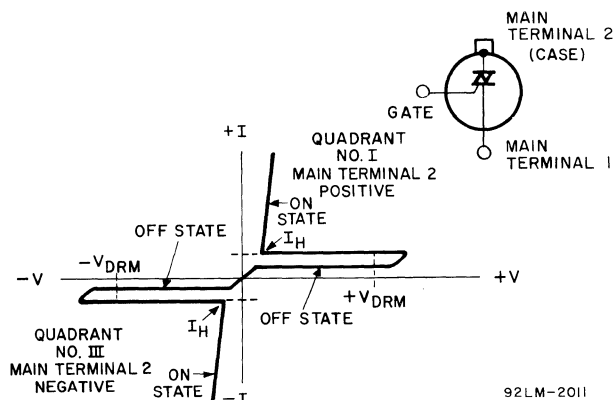 MAIN
TERMINAL 2
(CASE)
GATE
MAIN
TERMINAL 1
+I
QUADRANT
NO. I
MAIN TERMINAL 2
POSITIVE
ON
STATE
I_H
OFF STATE
-V_DRM
-V
+V
+V_DRM
OFF STATE
I_H
QUADRANT
NO. III
MAIN TERMINAL 2
NEGATIVE
ON
STATE
-I
92LM-2011